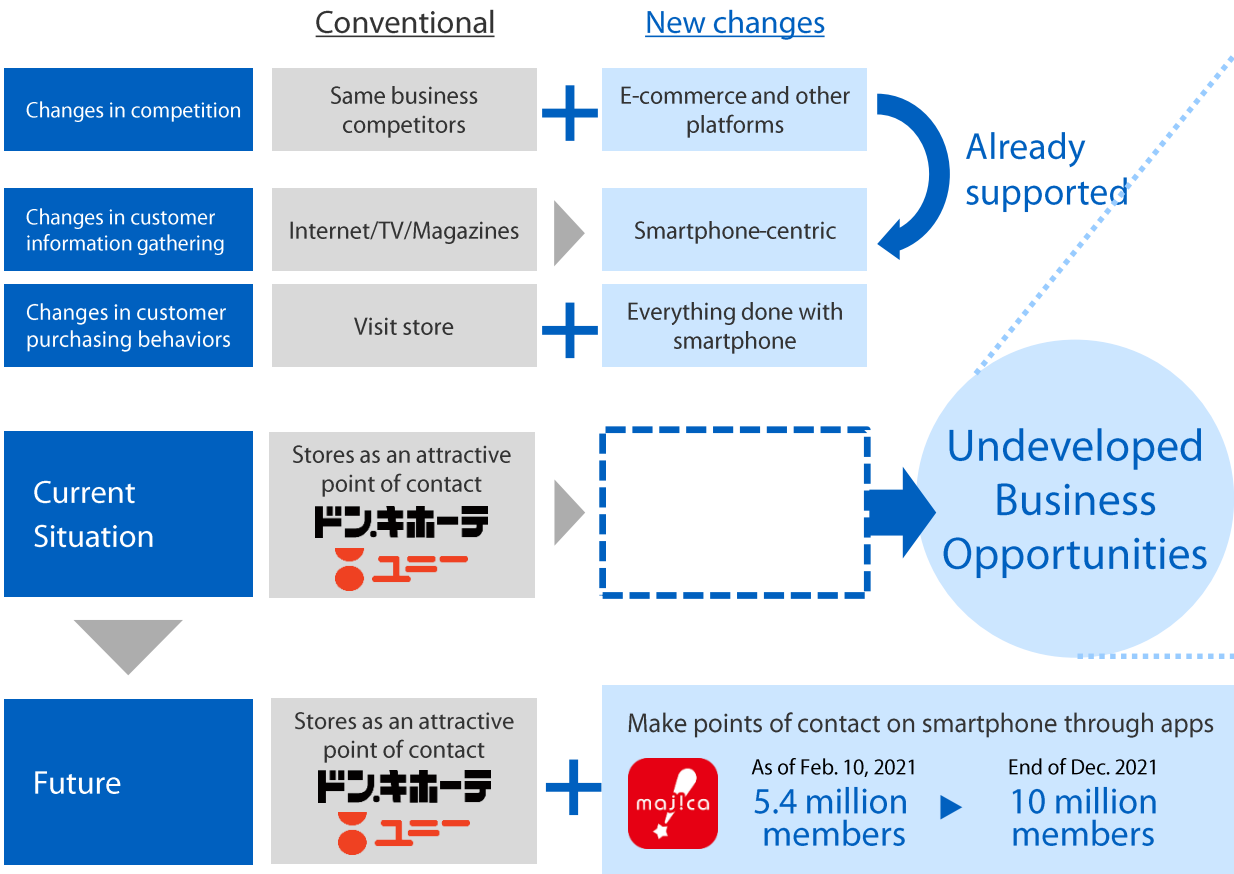 Conventional
New changes
Changes in competition
Same business
competitors
E-commerce and other
platforms
Already
supported
Changes in customer
information gathering
Internet/TV/Magazines
Smartphone-centric
Changes in customer
purchasing behaviors
Visit store
Everything done with
smartphone
Current
Situation
Stores as an attractive
point of contact
ドン.キホーテ
ユニー
Undeveloped
Business
Opportunities
Future
Stores as an attractive
point of contact
ドン.キホーテ
ユニー
Make points of contact on smartphone through apps
maj!ca
As of Feb. 10, 2021
5.4 million
members
End of Dec. 2021
10 million
members